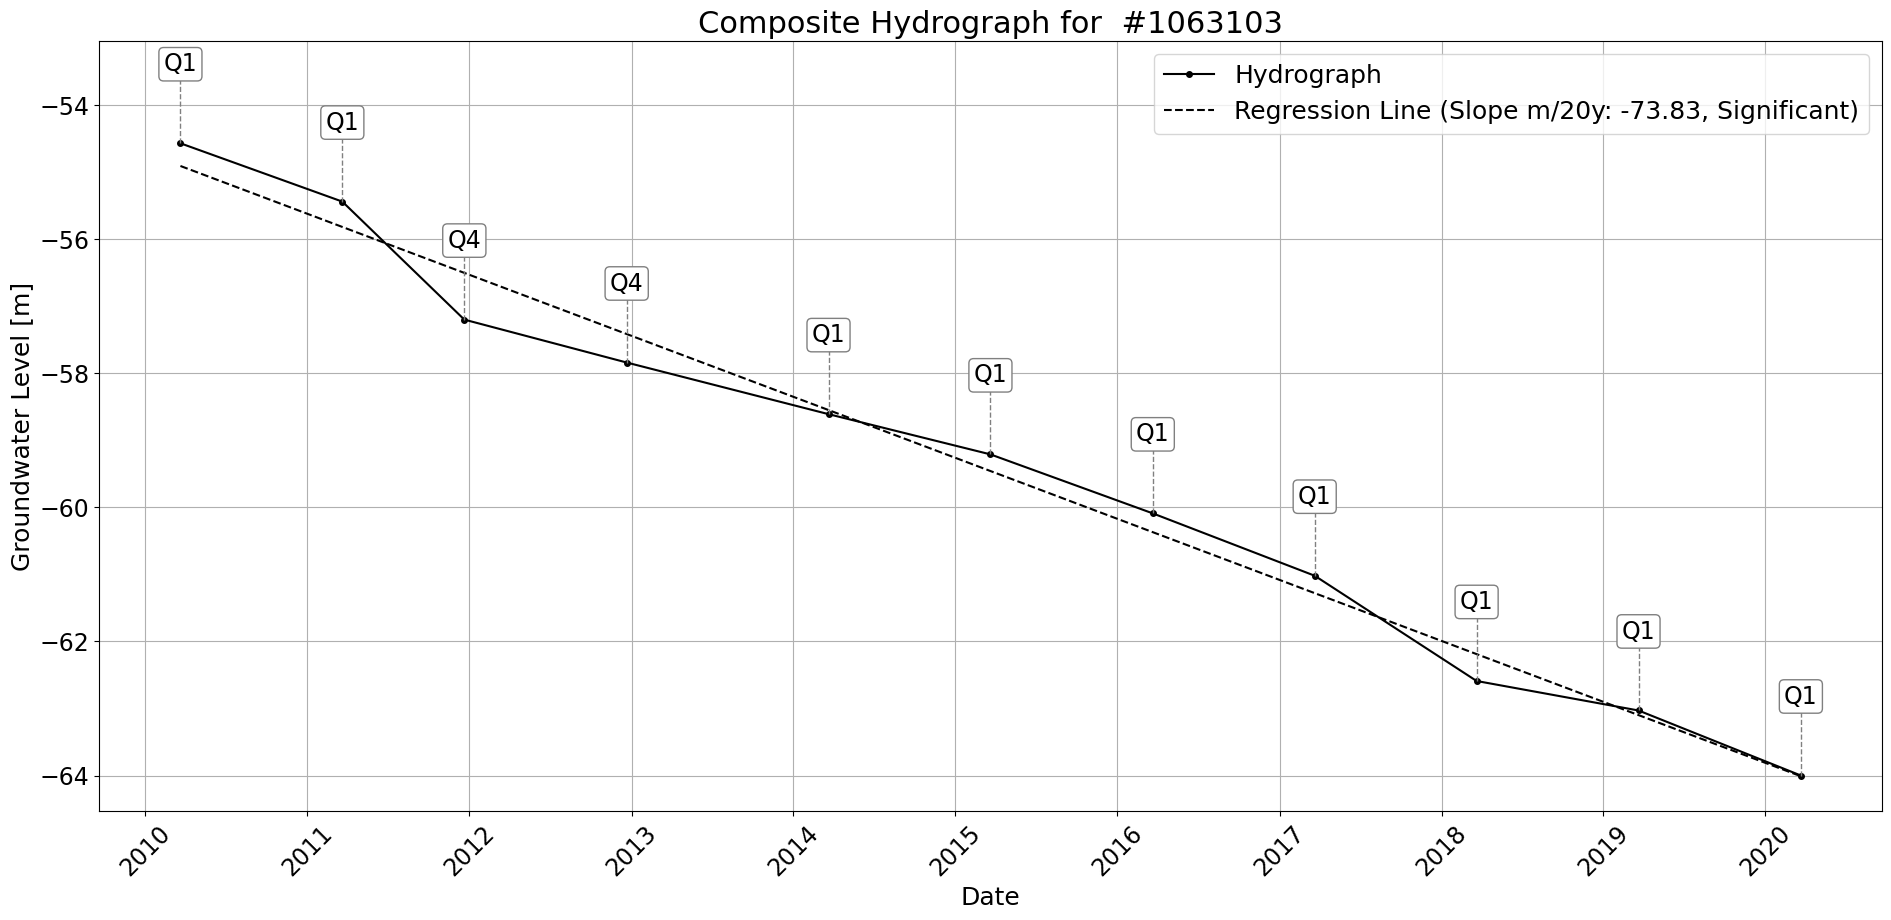 Composite Hydrograph for  #1063103
Hydrograph
Regression Line (Slope m/20y: -73.83, Significant)
Q1
Q1
Q4
Q4
Q1
Q1
Q1
Q1
Q1
Q1
Q1
Groundwater Level [m]
−54
−56
−58
−60
−62
−64
2010
2011
2012
2013
2014
2015
2016
2017
2018
2019
2020
Date